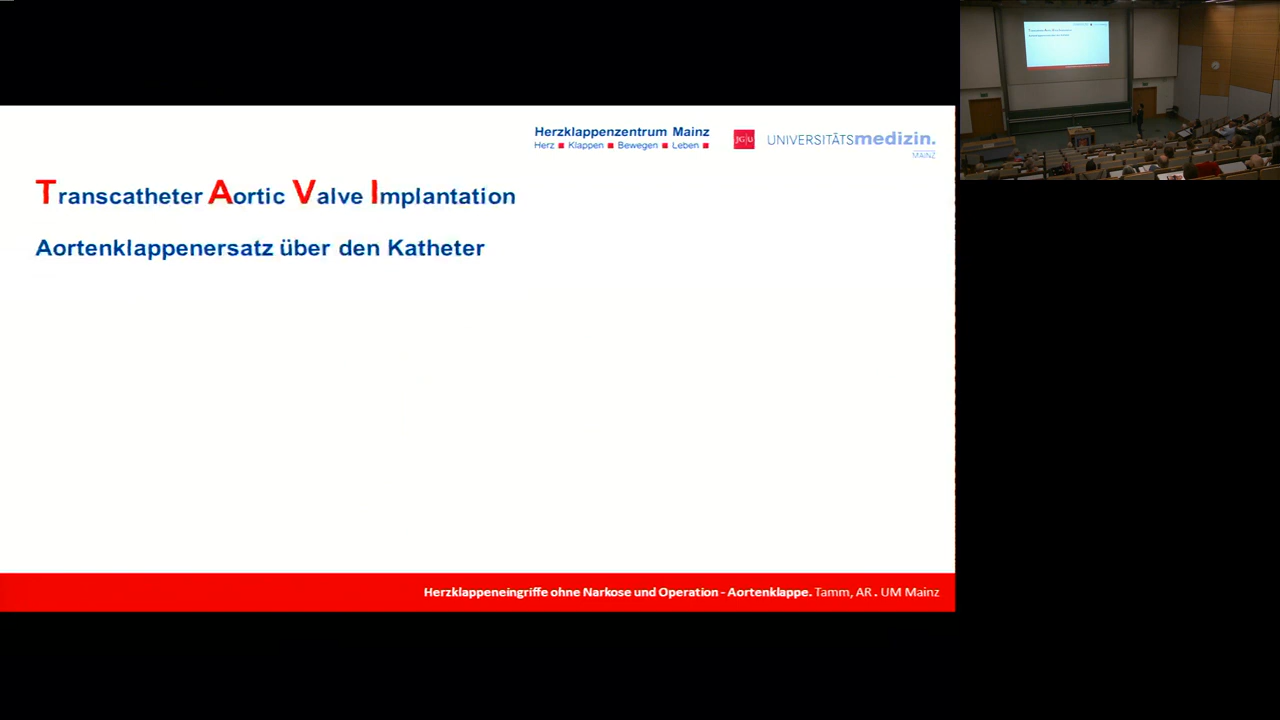 Herzklappenzentrum Mainz
Herz ■ Klappen ■ Bewegen ■ Leben ■
JG|U
UNIVERSITÄTSmedizin.
MAINZ
Transcatheter Aortic Valve Implantation
Aortenklappenersatz über den Katheter
Herzklappeneingriffe ohne Narkose und Operation - Aortenklappe. Tamm, AR . UM Mainz